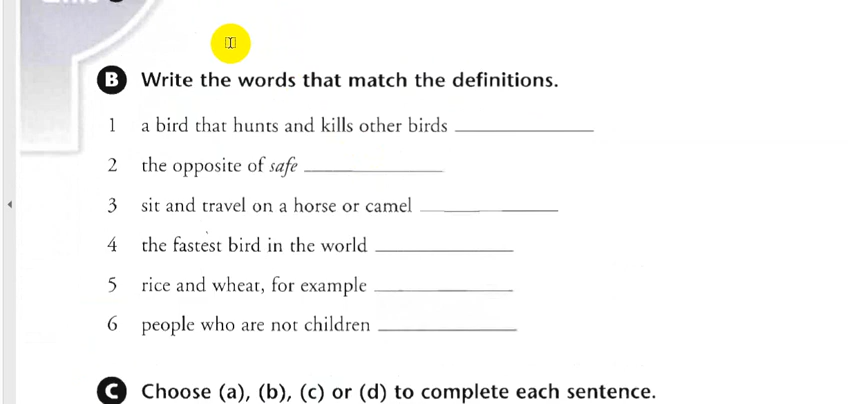 B Write the words that match the definitions.
1 a bird that hunts and kills other birds
2 the opposite of safe
3 sit and travel on a horse or camel
4 the fastest bird in the world
5 rice and wheat, for example
6 people who are not children
C Choose (a), (b), (c) or (d) to complete each sentence.